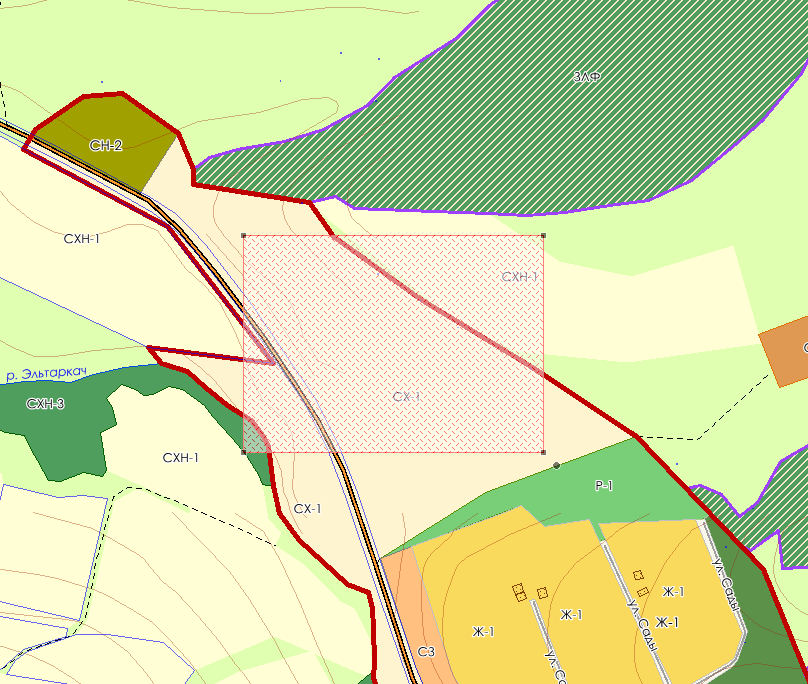 ЗЛФ
СН-2
СХН-1
СХН-1
р. Эльтаркач
СХ-1
СХН-3
СХН-1
Р-1
СХ-1
ул. Сады
Ж-1
Ж-1
Ж-1
Ж-1
ул. Сады
С3